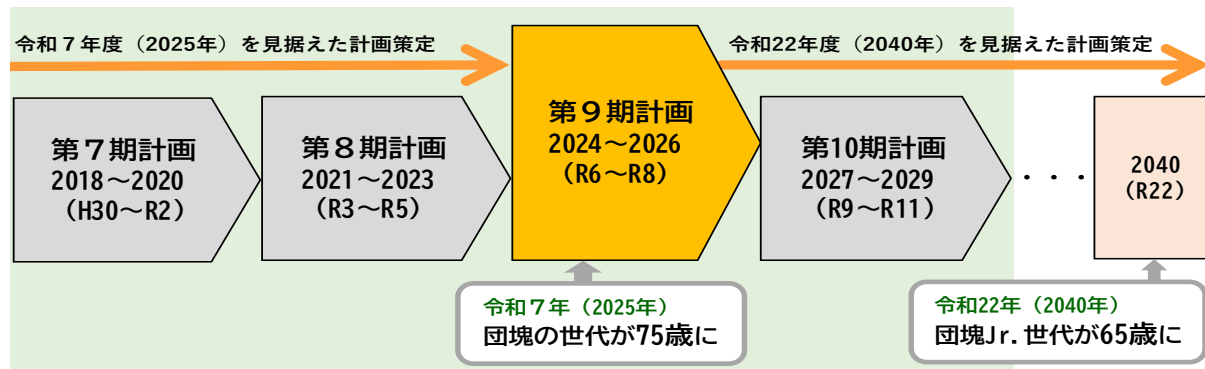 令和７年度（2025年）を見据えた計画策定
令和22年度（2040年）を見据えた計画策定
第７期計画
2018～2020
（H30～R2）
第８期計画
2021～2023
（R3～R5）
第９期計画
2024～2026
（R6～R8）
第10期計画
2027～2029
（R9～R11）
・・・
2040
（R22）
令和７年（2025年）
団塊の世代が75歳に
令和22年（2040年）
団塊Jr.世代が65歳に